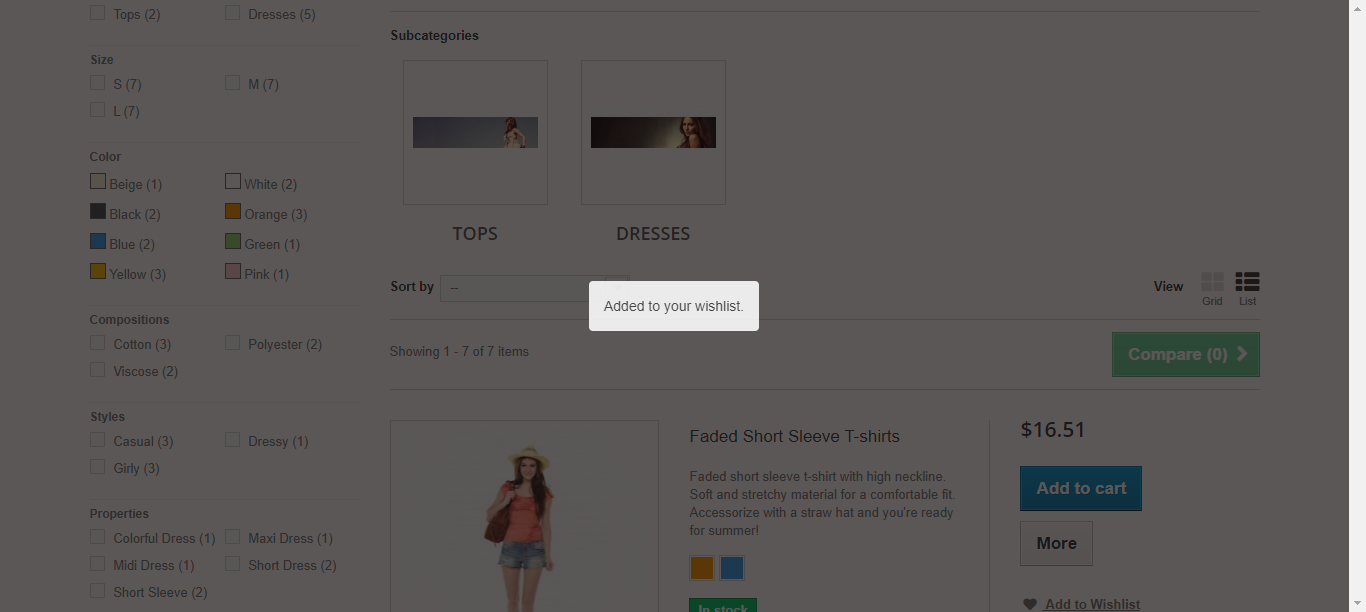 Tops (2)
Dresses (5)
Size
S (7)
M (7)
L (7)
Color
Beige (1)
White (2)
Black (2)
Orange (3)
Blue (2)
Green (1)
Yellow (3)
Pink (1)
Compositions
Cotton (3)
Polyester (2)
Viscose (2)
Styles
Casual (3)
Dressy (1)
Girly (3)
Properties
Colorful Dress (1)
Maxi Dress (1)
Midi Dress (1)
Short Dress (2)
Short Sleeve (2)
Subcategories
TOPS
DRESSES
Sort by
--
View
Grid
List
Added to your wishlist.
Showing 1 - 7 of 7 items
Compare (0)
Faded Short Sleeve T-shirts
Faded short sleeve t-shirt with high neckline.
Soft and stretchy material for a comfortable fit.
Accessorize with a straw hat and you're ready
for summer!
In stock
$16.51
Add to cart
More
Add to Wishlist